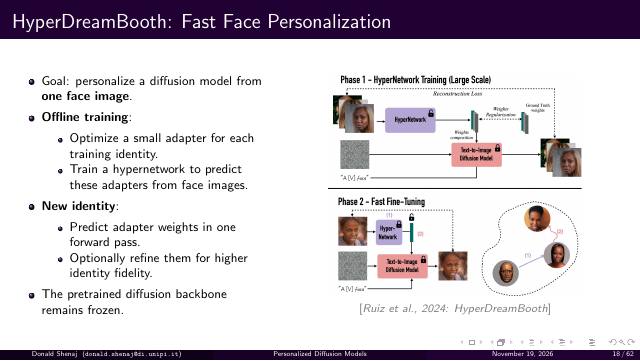 HyperDreamBooth: Fast Face Personalization
Goal: personalize a diffusion model from
one face image.
Offline training:
Optimize a small adapter for each
training identity.
Train a hypernetwork to predict
these adapters from face images.
New identity:
Predict adapter weights in one
forward pass.
Optionally refine them for higher
identity fidelity.
The pretrained diffusion backbone
remains frozen.
Phase 1 - HyperNetwork Training (Large Scale)
Reconstruction Loss
HyperNetwork
Weights
Regularization
Ground Truth
weights
Weights
composition
Text-to-Image
Diffusion Model
"A [V] face"
Phase 2 - Fast Fine-Tuning
(1)
Hyper-
Network
(2)
Text-to-Image
Diffusion Model
"A [V] face"
(2)
(1)
[Ruiz et al., 2024: HyperDreamBooth]
Donald Shenaj (donald.shenaj@di.unipi.it)
Personalized Diffusion Models
November 19, 2026
18 / 62